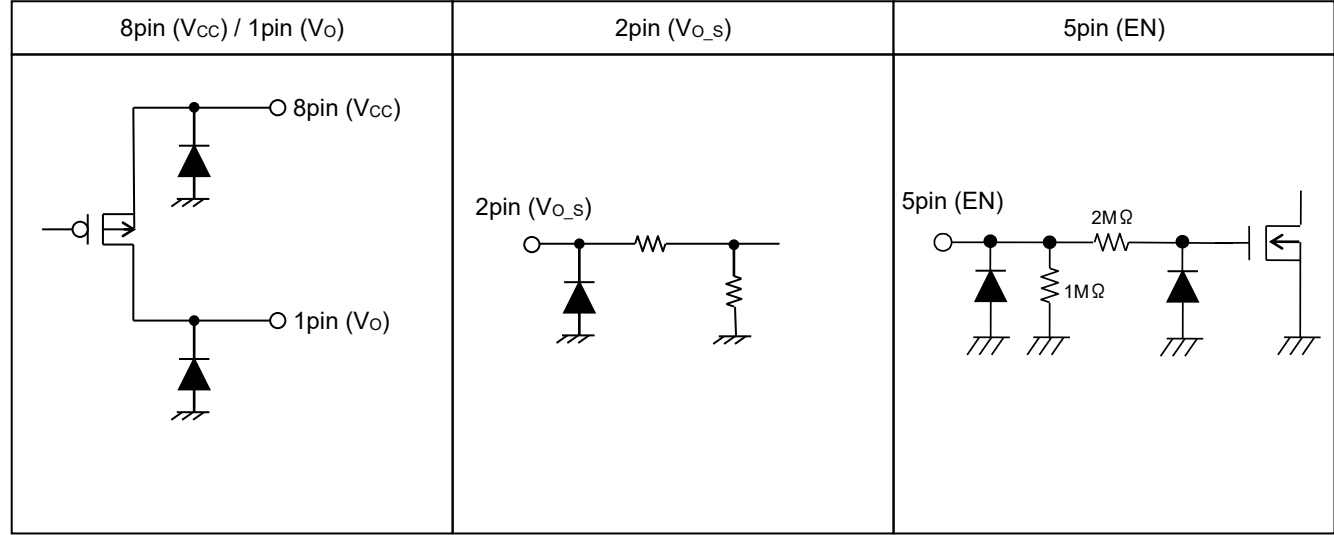 8pin (VCC) / 1pin (VO)
2pin (VO_S)
5pin (EN)
8pin (VCC)
1pin (VO)
2pin (VO_S)
5pin (EN)
2MΩ
1MΩ